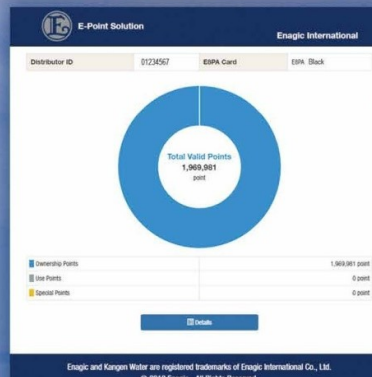 E-Point Solution
Enagic International
Distributor ID 01234567 E8PA Card E8PA Black
Total Valid Points
1,969,981
point
Ownership Points 1,969,981 point
Use Points 0 point
Special Points 0 point
Details
Enagic and Kangen Water are registered trademarks of Enagic International Co., Ltd.